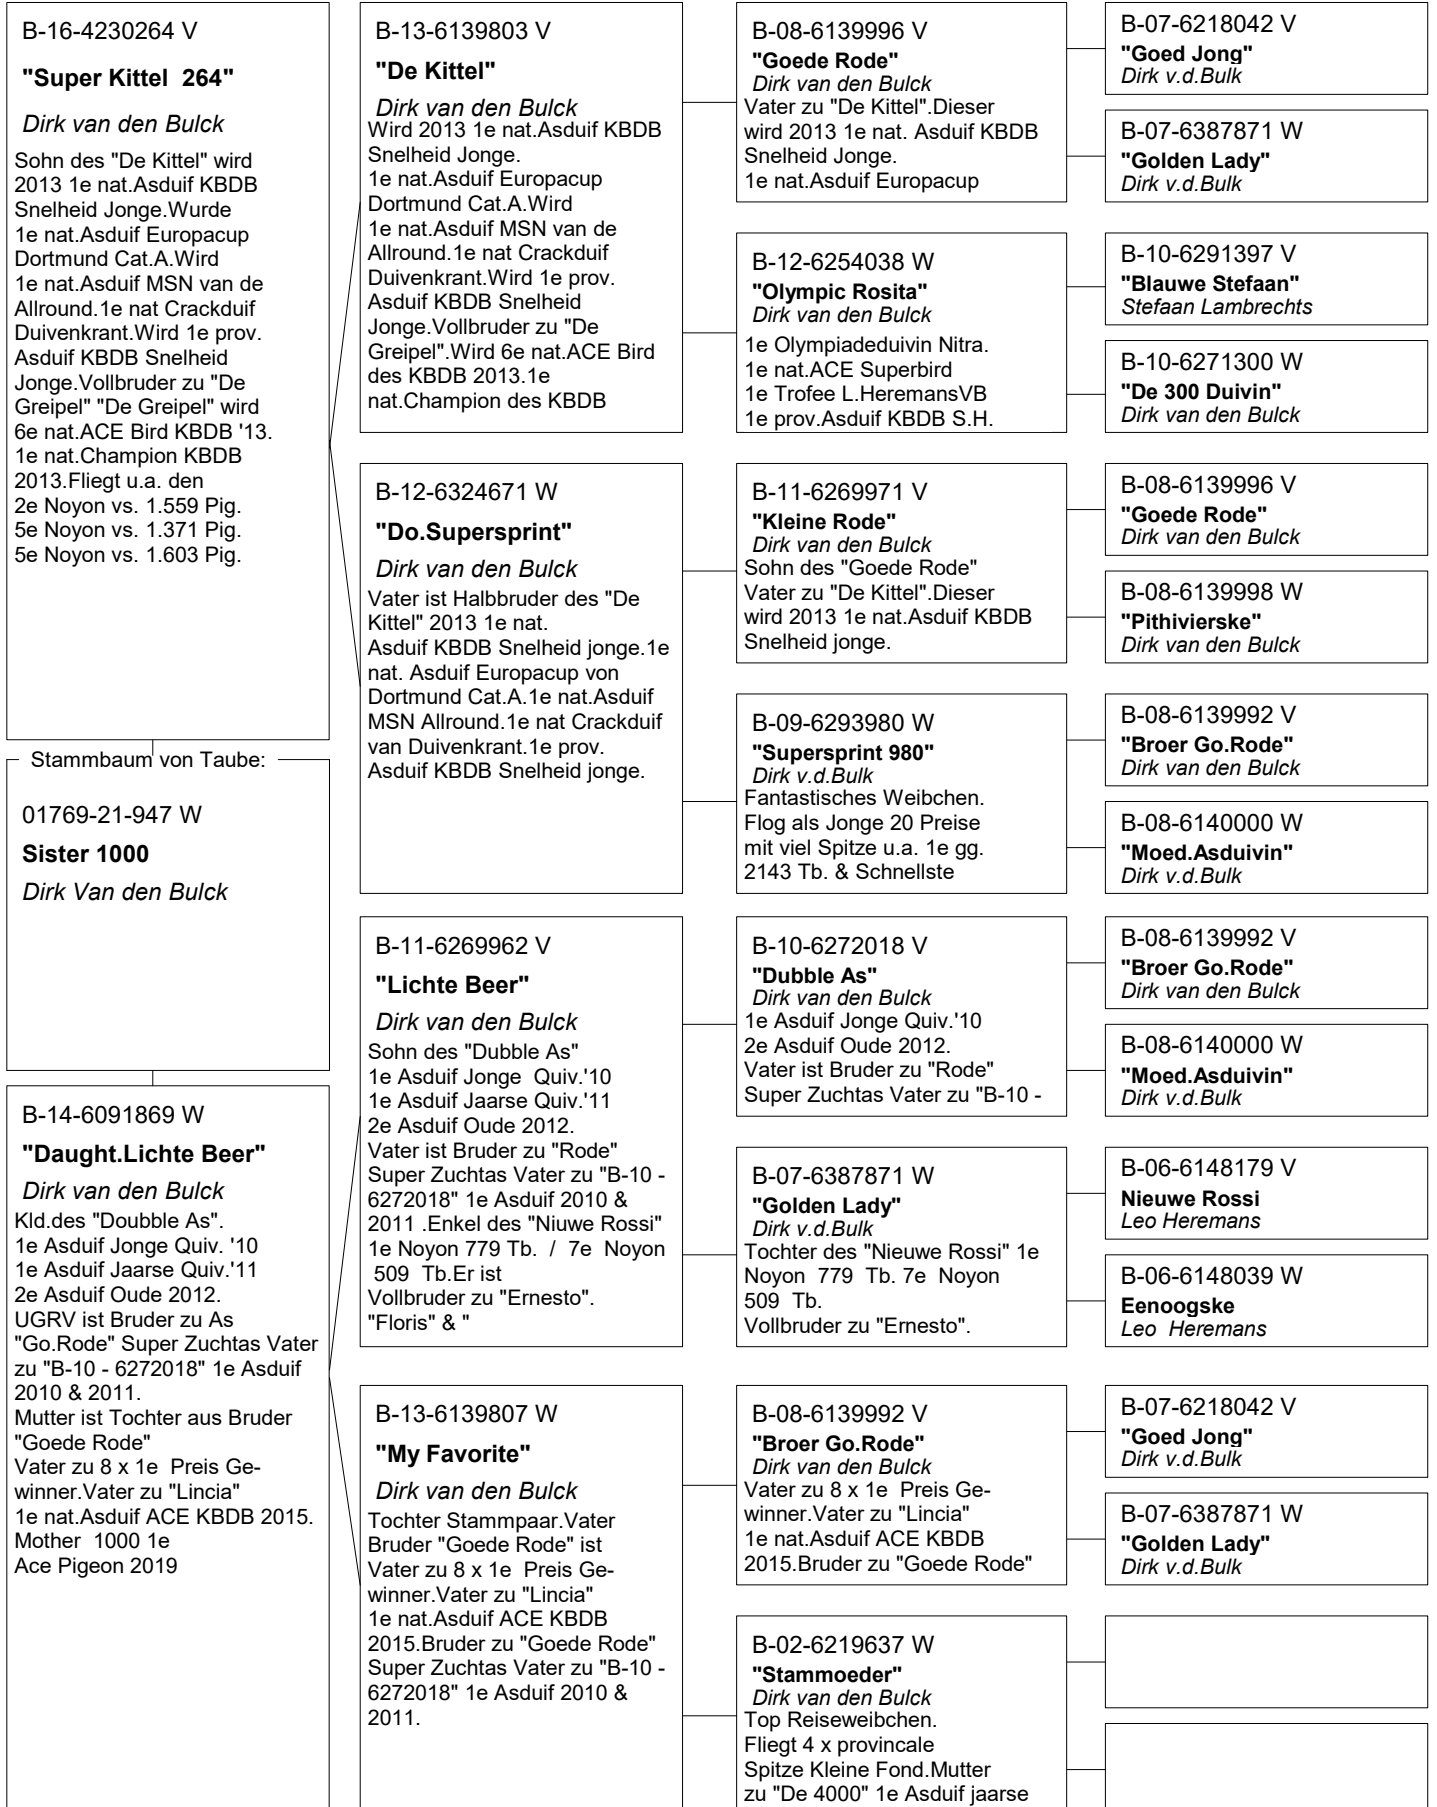 B-16-4230264 V
"Super Kittel  264"
Dirk van den Bulck
Sohn des "De Kittel" wird
2013 1e nat.Asduif KBDB
Snelheid Jonge.Wurde
1e nat.Asduif Europacup
Dortmund Cat.A.Wird
1e nat.Asduif MSN van de
Allround.1e nat Crackduif
Duivenkrant.Wird 1e prov.
Asduif KBDB Snelheid
Jonge.Vollbruder zu "De
Greipel" "De Greipel" wird
6e nat.ACE Bird KBDB '13.
1e nat.Champion KBDB
2013.Fliegt u.a. den
2e Noyon vs. 1.559 Pig.
5e Noyon vs. 1.371 Pig.
5e Noyon vs. 1.603 Pig.
Stammbaum von Taube:
01769-21-947 W
Sister 1000
Dirk Van den Bulck
B-14-6091869 W
"Daught.Lichte Beer"
Dirk van den Bulck
Kld.des "Doubble As".
1e Asduif Jonge Quiv. '10
1e Asduif Jaarse Quiv.'11
2e Asduif Oude 2012.
UGRV ist Bruder zu As
"Go.Rode" Super Zuchtas Vater
zu "B-10 - 6272018" 1e Asduif
2010 & 2011.
Mutter ist Tochter aus Bruder
"Goede Rode"
Vater zu 8 x 1e  Preis Ge-
winner.Vater zu "Lincia"
1e nat.Asduif ACE KBDB 2015.
Mother  1000 1e
Ace Pigeon 2019
B-13-6139803 V
"De Kittel"
Dirk van den Bulck
Wird 2013 1e nat.Asduif KBDB
Snelheid Jonge.
1e nat.Asduif Europacup
Dortmund Cat.A.Wird
1e nat.Asduif MSN van de
Allround.1e nat Crackduif
Duivenkrant.Wird 1e prov.
Asduif KBDB Snelheid
Jonge.Vollbruder zu "De
Greipel".Wird 6e nat.ACE Bird
des KBDB 2013.1e
nat.Champion des KBDB
B-12-6324671 W
"Do.Supersprint"
Dirk van den Bulck
Vater ist Halbbruder des "De
Kittel" 2013 1e nat.
Asduif KBDB Snelheid jonge.1e
nat. Asduif Europacup von
Dortmund Cat.A.1e nat.Asduif
MSN Allround.1e nat Crackduif
van Duivenkrant.1e prov.
Asduif KBDB Snelheid jonge.
B-11-6269962 V
"Lichte Beer"
Dirk van den Bulck
Sohn des "Dubble As"
1e Asduif Jonge  Quiv.'10
1e Asduif Jaarse Quiv.'11
2e Asduif Oude 2012.
Vater ist Bruder zu "Rode"
Super Zuchtas Vater zu "B-10 -
6272018" 1e Asduif 2010 &
2011 .Enkel des "Niuwe Rossi"
1e Noyon 779 Tb.  /  7e  Noyon
509  Tb.Er ist
Vollbruder zu "Ernesto".
"Floris" & "
B-13-6139807 W
"My Favorite"
Dirk van den Bulck
Tochter Stammpaar.Vater
Bruder "Goede Rode" ist
Vater zu 8 x 1e  Preis Ge-
winner.Vater zu "Lincia"
1e nat.Asduif ACE KBDB
2015.Bruder zu "Goede Rode"
Super Zuchtas Vater zu "B-10 -
6272018" 1e Asduif 2010 &
2011.
B-08-6139996 V
"Goede Rode"
Dirk van den Bulck
Vater zu "De Kittel".Dieser
wird 2013 1e nat. Asduif KBDB
Snelheid Jonge.
1e nat.Asduif Europacup
B-12-6254038 W
"Olympic Rosita"
Dirk van den Bulck
1e Olympiadeduivin Nitra.
1e nat.ACE Superbird
1e Trofee L.HeremansVB
1e prov.Asduif KBDB S.H.
B-11-6269971 V
"Kleine Rode"
Dirk van den Bulck
Sohn des "Goede Rode"
Vater zu "De Kittel".Dieser
wird 2013 1e nat.Asduif KBDB
Snelheid jonge.
B-09-6293980 W
"Supersprint 980"
Dirk v.d.Bulk
Fantastisches Weibchen.
Flog als Jonge 20 Preise
mit viel Spitze u.a. 1e gg.
2143 Tb. & Schnellste
B-10-6272018 V
"Dubble As"
Dirk van den Bulck
1e Asduif Jonge Quiv.'10
2e Asduif Oude 2012.
Vater ist Bruder zu "Rode"
Super Zuchtas Vater zu "B-10 -
B-07-6387871 W
"Golden Lady"
Dirk v.d.Bulk
Tochter des "Nieuwe Rossi" 1e
Noyon  779  Tb. 7e  Noyon
509  Tb.
Vollbruder zu "Ernesto".
B-08-6139992 V
"Broer Go.Rode"
Dirk van den Bulck
Vater zu 8 x 1e  Preis Ge-
winner.Vater zu "Lincia"
1e nat.Asduif ACE KBDB
2015.Bruder zu "Goede Rode"
B-02-6219637 W
"Stammoeder"
Dirk van den Bulck
Top Reiseweibchen.
Fliegt 4 x provincale
Spitze Kleine Fond.Mutter
zu "De 4000" 1e Asduif jaarse
B-07-6218042 V
"Goed Jong"
Dirk v.d.Bulk
B-07-6387871 W
"Golden Lady"
Dirk v.d.Bulk
B-10-6291397 V
"Blauwe Stefaan"
Stefaan Lambrechts
B-10-6271300 W
"De 300 Duivin"
Dirk van den Bulck
B-08-6139996 V
"Goede Rode"
Dirk van den Bulck
B-08-6139998 W
"Pithivierske"
Dirk van den Bulck
B-08-6139992 V
"Broer Go.Rode"
Dirk van den Bulck
B-08-6140000 W
"Moed.Asduivin"
Dirk v.d.Bulk
B-08-6139992 V
"Broer Go.Rode"
Dirk van den Bulck
B-08-6140000 W
"Moed.Asduivin"
Dirk v.d.Bulk
B-06-6148179 V
Nieuwe Rossi
Leo Heremans
B-06-6148039 W
Eenoogske
Leo  Heremans
B-07-6218042 V
"Goed Jong"
Dirk v.d.Bulk
B-07-6387871 W
"Golden Lady"
Dirk v.d.Bulk